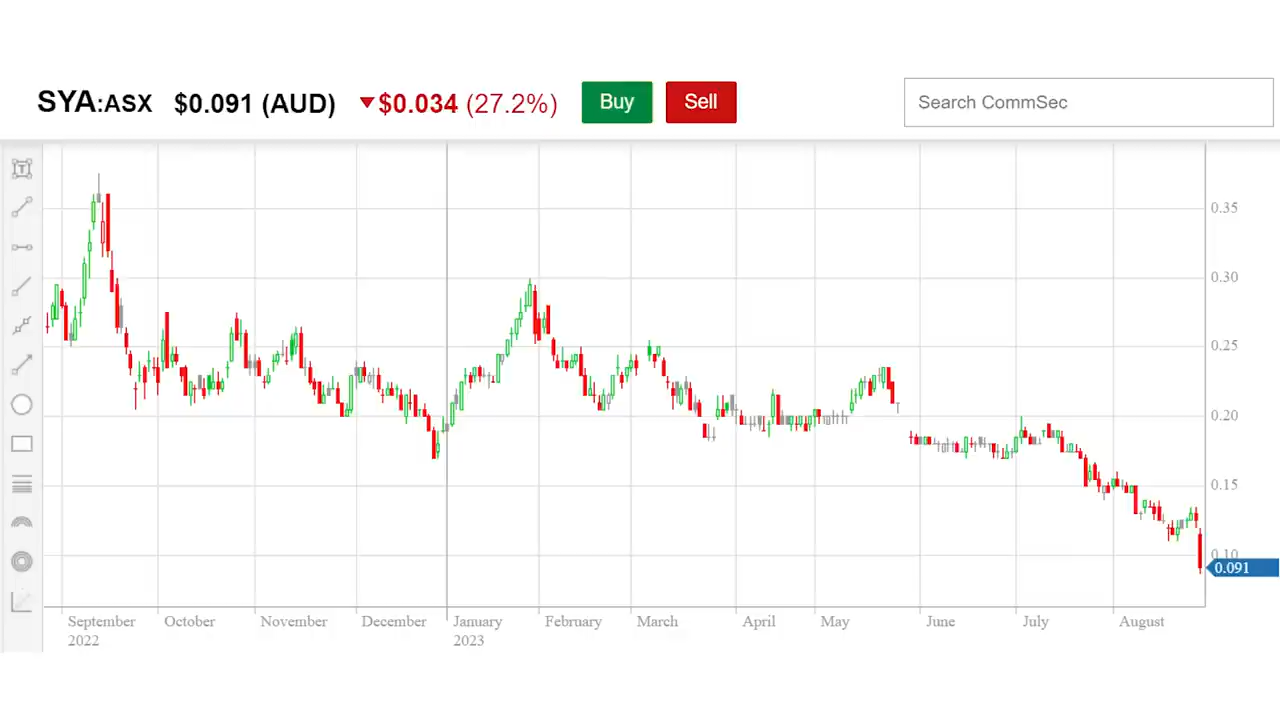 SYA:ASX $0.091 (AUD) ▼$0.034 (27.2%) Buy Sell Search CommSec
T
0.35
0.30
0.25
0.20
0.15
0.10
0.091
September October November December January February March April May June July August
2022 2023